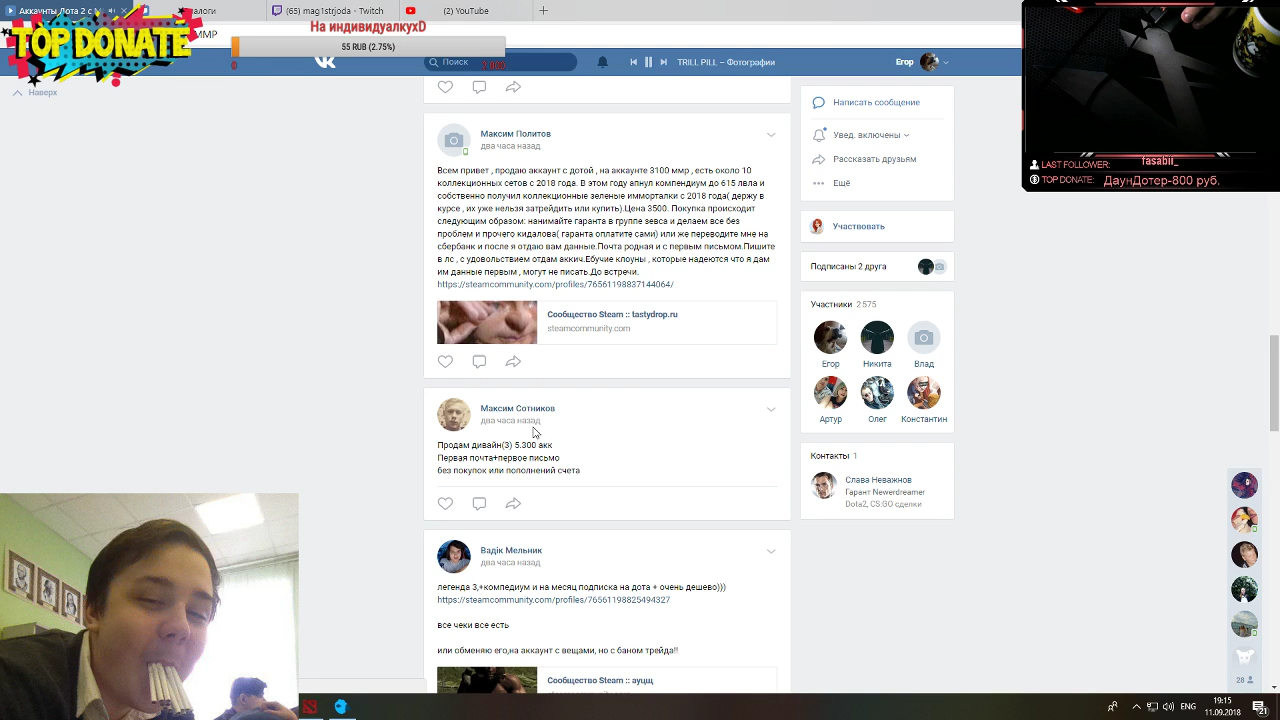 Аккаунты
налоги
(65) mag1strodn - Twitch
(2) YouTube
ММР
TOP DONATE
На индивидуалкухD
55 RUB (2.75%)
0
Поиск
TRILL PILL – Фотографии
Егор
Наверх
Максим Политов
два часа назад
Всем привет , продаю аккаунт с дотой , на аккаунте 3100 ммр , есть около 10
коллекционных сетов с 2018 года. В этом году апнул компендиум до 615 лвла и
собственно получил коллекционные зеленые имморталки с 2018 года( держу в
курсе , их уже нельзя затрейдить или купить).Цена 3500. Покупка происходит
следующим образом: нанимайте гаранта в группе зевса и делаем все без
проблем и прочего кидалова( гаранта оплатите сами) или же переводите мне на
сбербанк и после я отдаю вам данные.Почта родная и с первым письмом.Пишите
в лс , с удовольствием отдам аккич.Ебучие клоуны , которые надеются что я дам
им данные первым , могут не писать.До встречи.
https://steamcommunity.com/profiles/76561198837144064/
Сообщество Steam :: tastydrop.ru
steamcommunity.com
Максим Сотников
два часа назад
Продам дивайн(3) 5.300 акк
Первая почта+первое письмо
без покупок или пополнений счета
Вадік Мельник
два часа назад
легенда 3,+компедиум и на месяц подписка на дота + очень дешево)))
https://steamcommunity.com/profiles/76561198825494327
все чеки все есть
или обменяю его,на аккаунт с вещами, но с баном трейда!!
Сообщество Steam :: ауцщ
Написать сообщение
Увед. включены
Рассказать друзьям
Ещё
Участвовать
Подписаны 2 друга
Участники 2 575
Егор
Никита
Влад
Артур
Олег
Константин
Контакты 1
Слава Неважнов
Гарант Newerdreamer
Dota2, CS:GO сделки
LAST FOLLOWER:
fasabii_
TOP DONATE:
ДаунДотер-800 руб.
28
ENG
19:15
11.09.2018
21